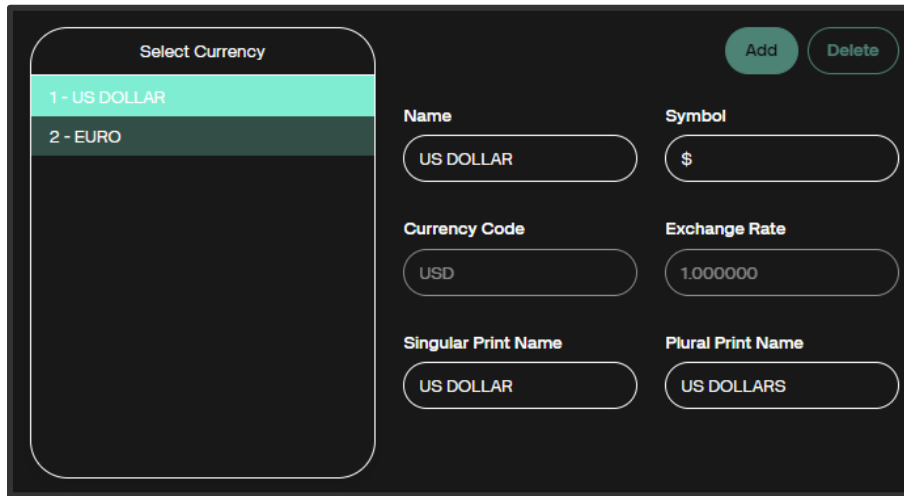 Select Currency
1 - US DOLLAR
2 - EURO
Add Delete
Name Symbol
US DOLLAR $
Currency Code Exchange Rate
USD 1.000000
Singular Print Name Plural Print Name
US DOLLAR US DOLLARS